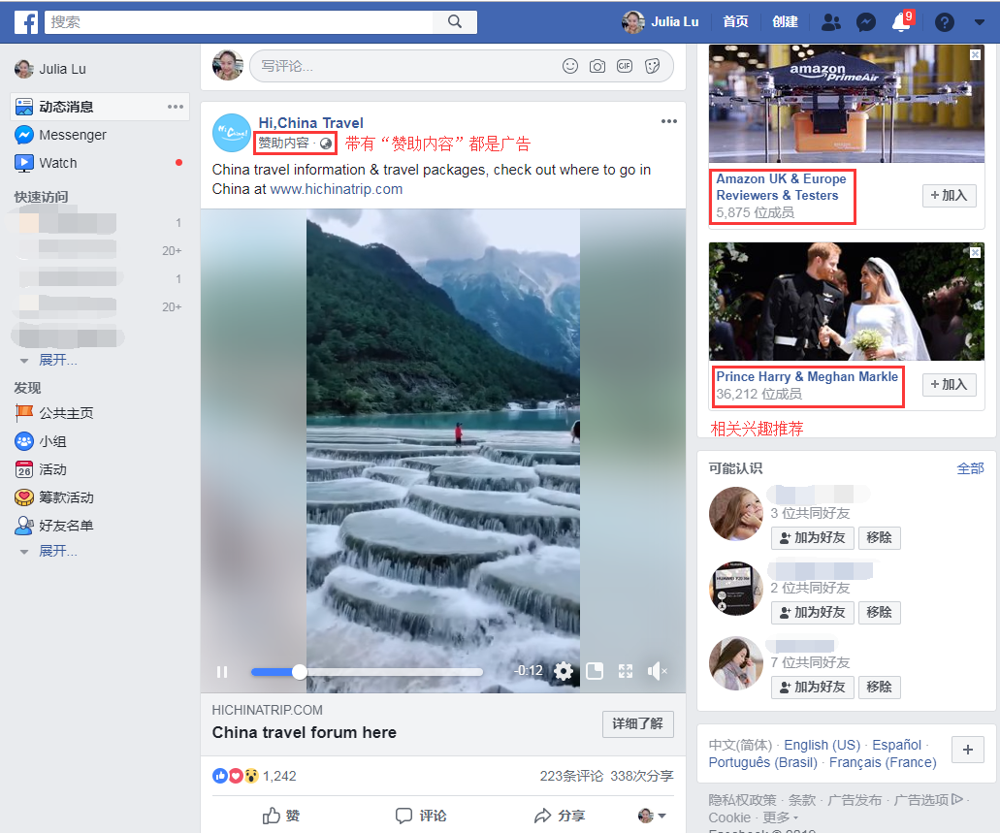 搜索
Julia Lu
首页
创建
9
Julia Lu
动态消息
Messenger
Watch
快速访问
1
20+
1
20+
展开...
发现
公共主页
小组
26
活动
筹款活动
好友名单
展开...
写评论...
GIF
Hi,China!
Hi,China Travel
赞助内容 ·
带有“赞助内容”都是广告
China travel information & travel packages, check out where to go in
China at www.hichinatrip.com
-0:12
HICHINATRIP.COM
China travel forum here
详细了解
1,242
223条评论 338次分享
赞
评论
分享
amazon
PrimeAir
Amazon UK & Europe
Reviewers & Testers
5,875 位成员
+ 加入
Prince Harry & Meghan Markle
36,212 位成员
+ 加入
相关兴趣推荐
可能认识
全部
3 位共同好友
加为好友
移除
2 位共同好友
加为好友
移除
7 位共同好友
加为好友
移除
中文(简体) · English (US) · Español ·
Português (Brasil) · Français (France)
隐私权政策 · 条款 · 广告发布 · 广告选项 ·
Cookie · 更多